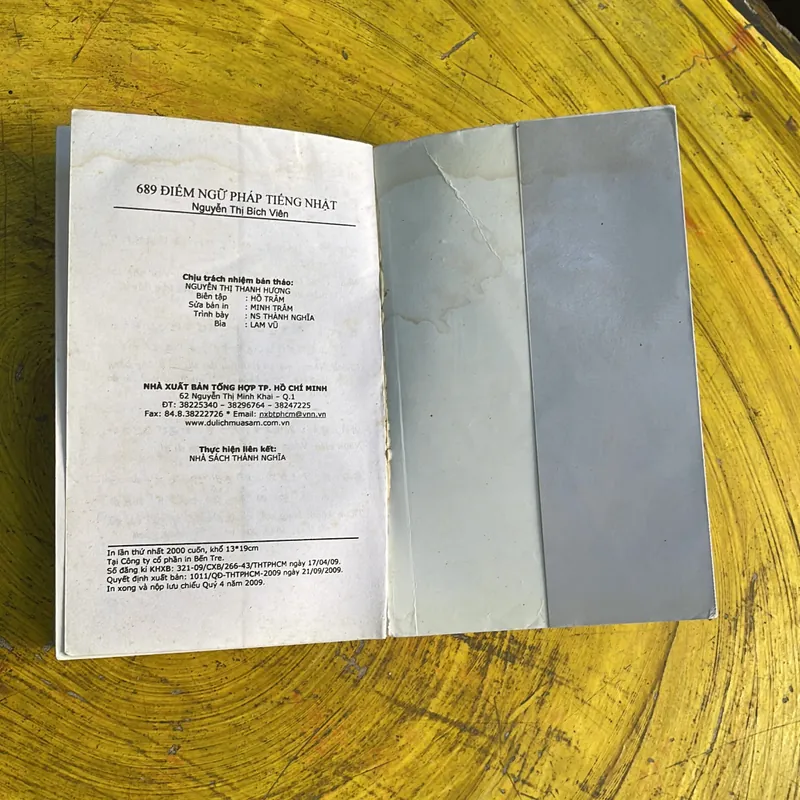 689 ĐIỂM NGỮ PHÁP TIẾNG NHẬT
Nguyễn Thị Bích Viên
Chịu trách nhiệm bản thảo:
NGUYỄN THỊ THANH HƯƠNG
Biên tập : HỒ TRÂM
Sửa bản in : MINH TRÂM
Trình bày : NS THÀNH NGHĨA
Bìa : LAM VŨ
NHÀ XUẤT BẢN TỔNG HỢP TP. HỒ CHÍ MINH
62 Nguyễn Thị Minh Khai – Q.1
ĐT: 38225340 – 38296764 – 38247225
Fax: 84.8.38222726 * Email: nxbtphcm@vnn.vn
www.dulichmuasam.com.vn
Thực hiện liên kết:
NHÀ SÁCH THÀNH NGHĨA
In lần thứ nhất 2000 cuốn, khổ 13*19cm
Tại Công ty cổ phần in Bến Tre.
Số đăng kí KHXB: 321-09/CXB/266-43/THTPHCM ngày 17/04/09.
Quyết định xuất bản: 1011/QĐ-THTPHCM-2009 ngày 21/09/2009.
In xong và nộp lưu chiểu Quý 4 năm 2009.